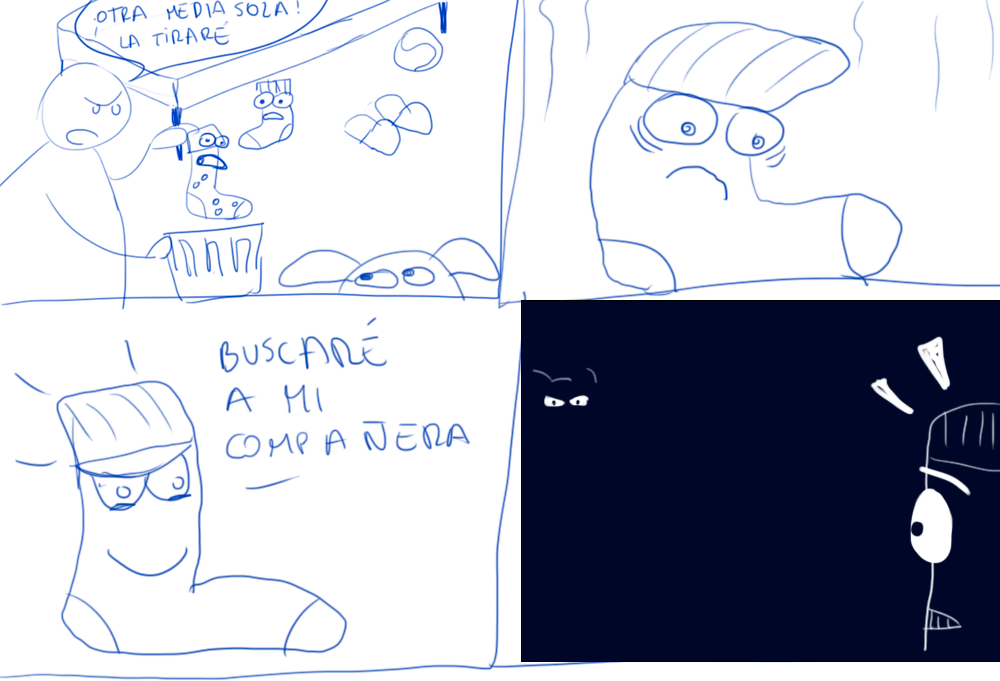 ¡OTRA MEDIA SOLA!
LA TIRARÉ
BUSCARÉ
A MI
COMPAÑERA